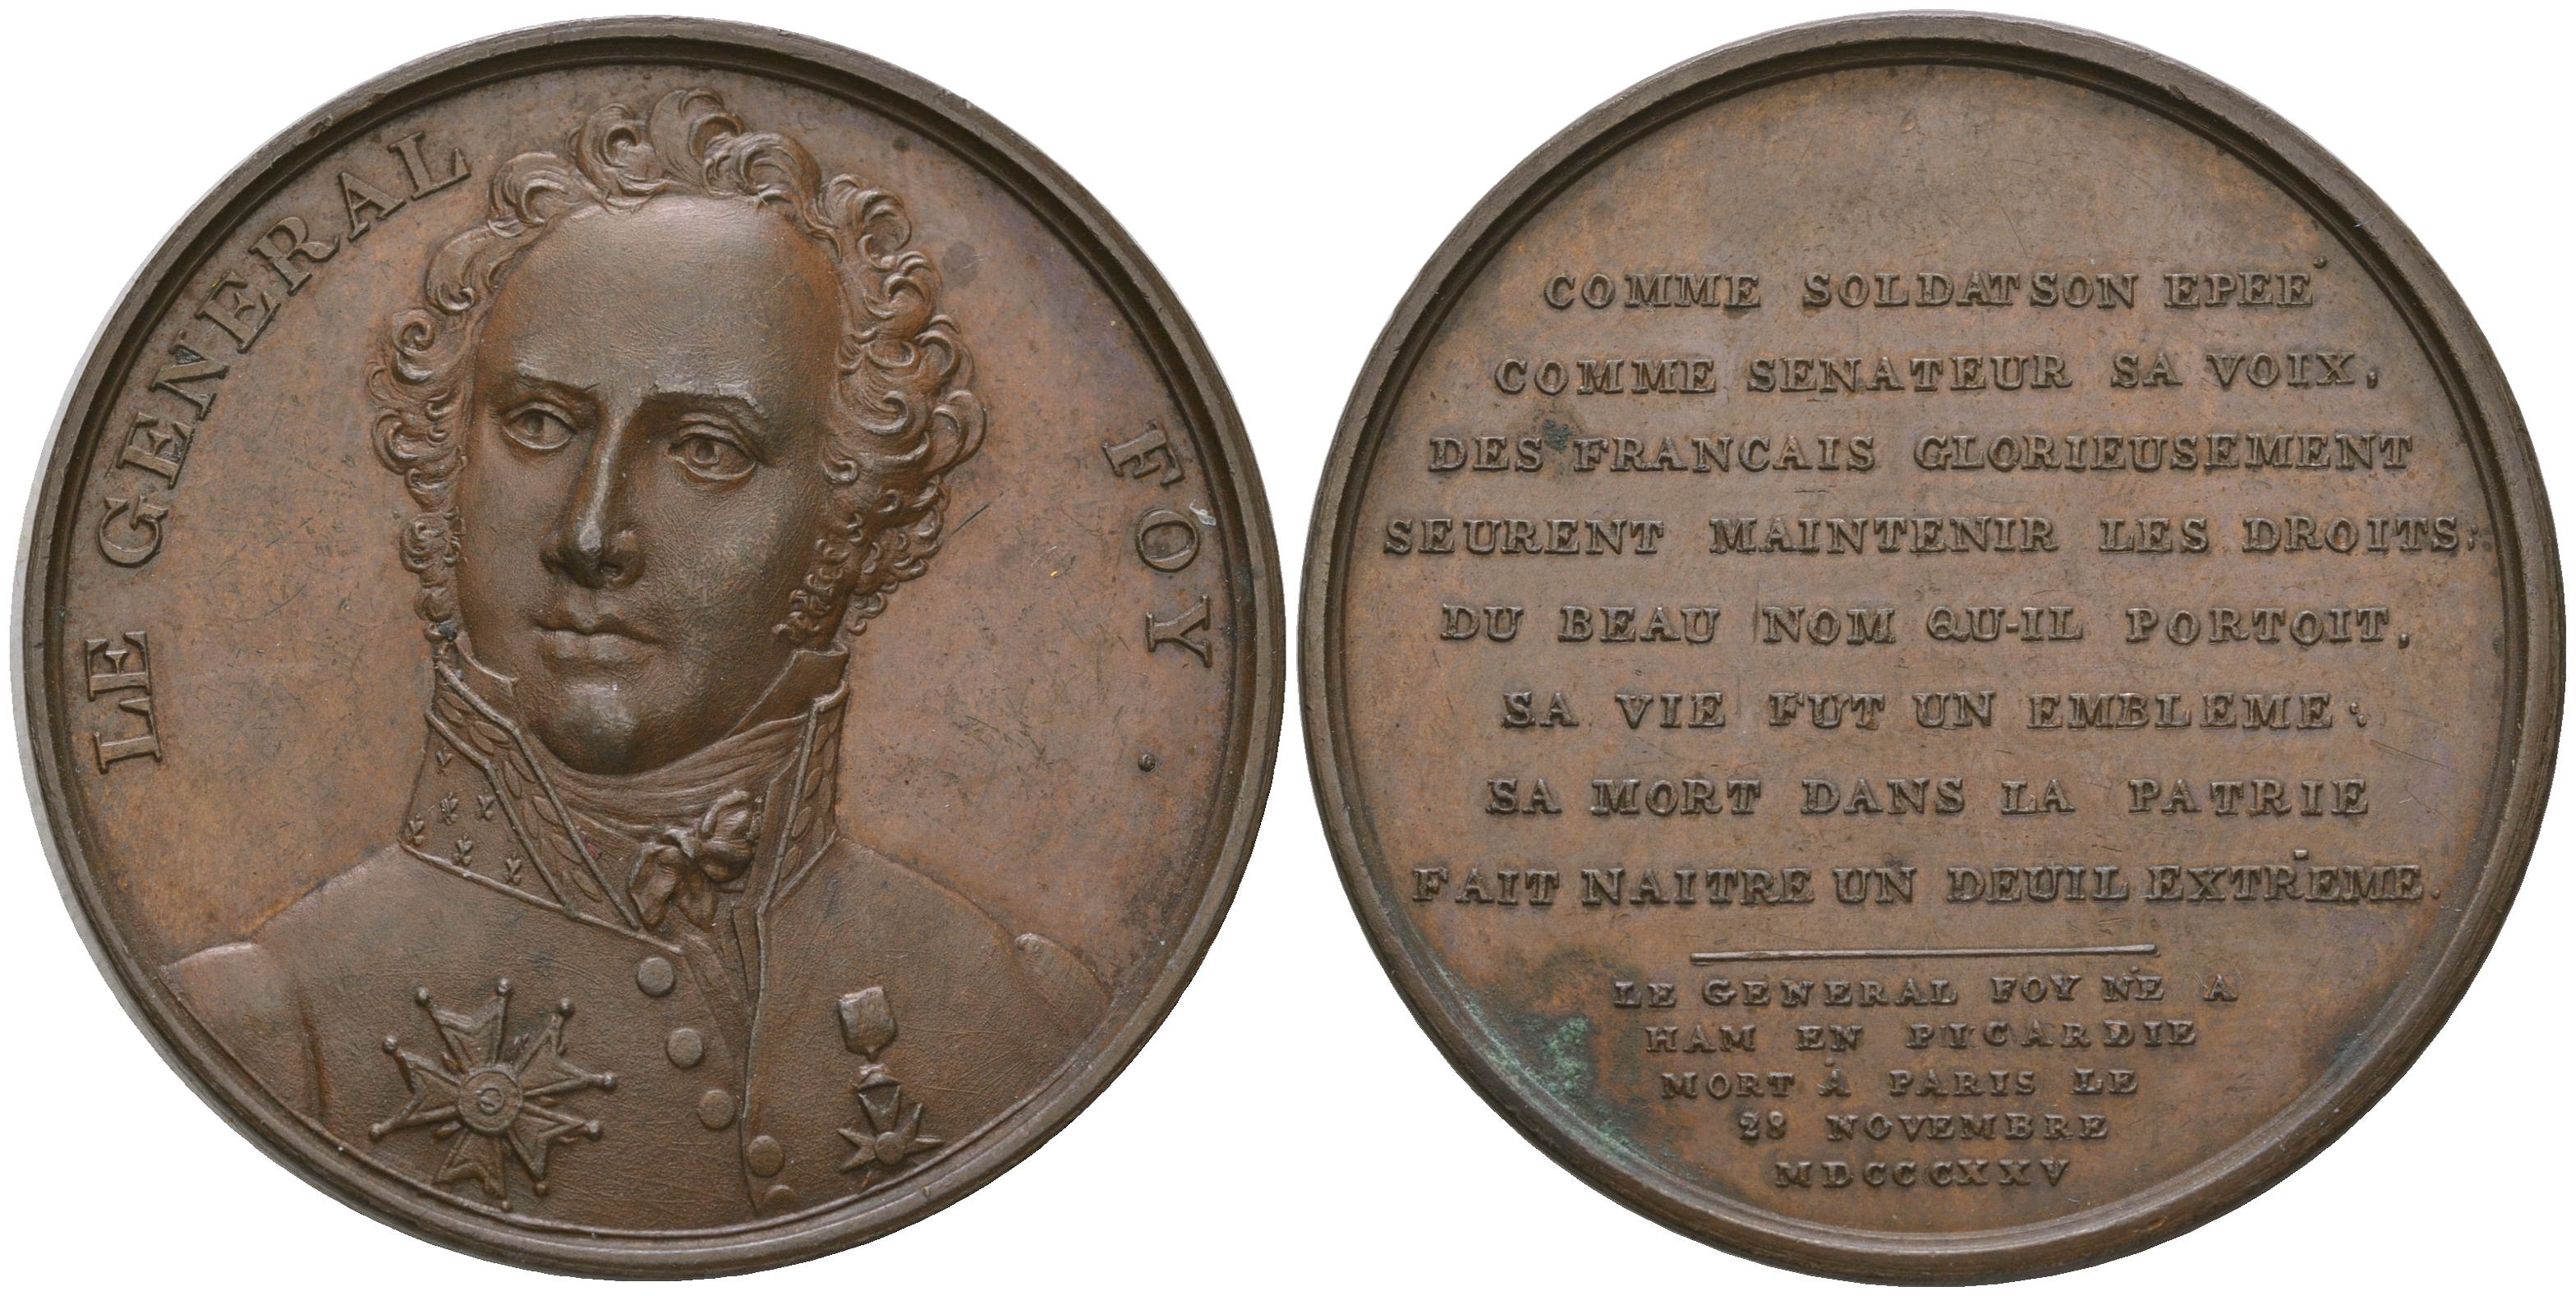 LE GENERAL FOY.
COMME SOLDAT SON EPEE
COMME SENATEUR SA VOIX,
DES FRANCAIS GLORIEUSEMENT
SEURENT MAINTENIR LES DROITS;
DU BEAU NOM QU-IL PORTOIT,
SA VIE FUT UN EMBLEME;
SA MORT DANS LA PATRIE
FAIT NAITRE UN DEUIL EXTRÊME.
LE GENERAL FOY NÉ A
HAM EN PICARDIE
MORT À PARIS LE
28 NOVEMBRE
MDCCCXXV